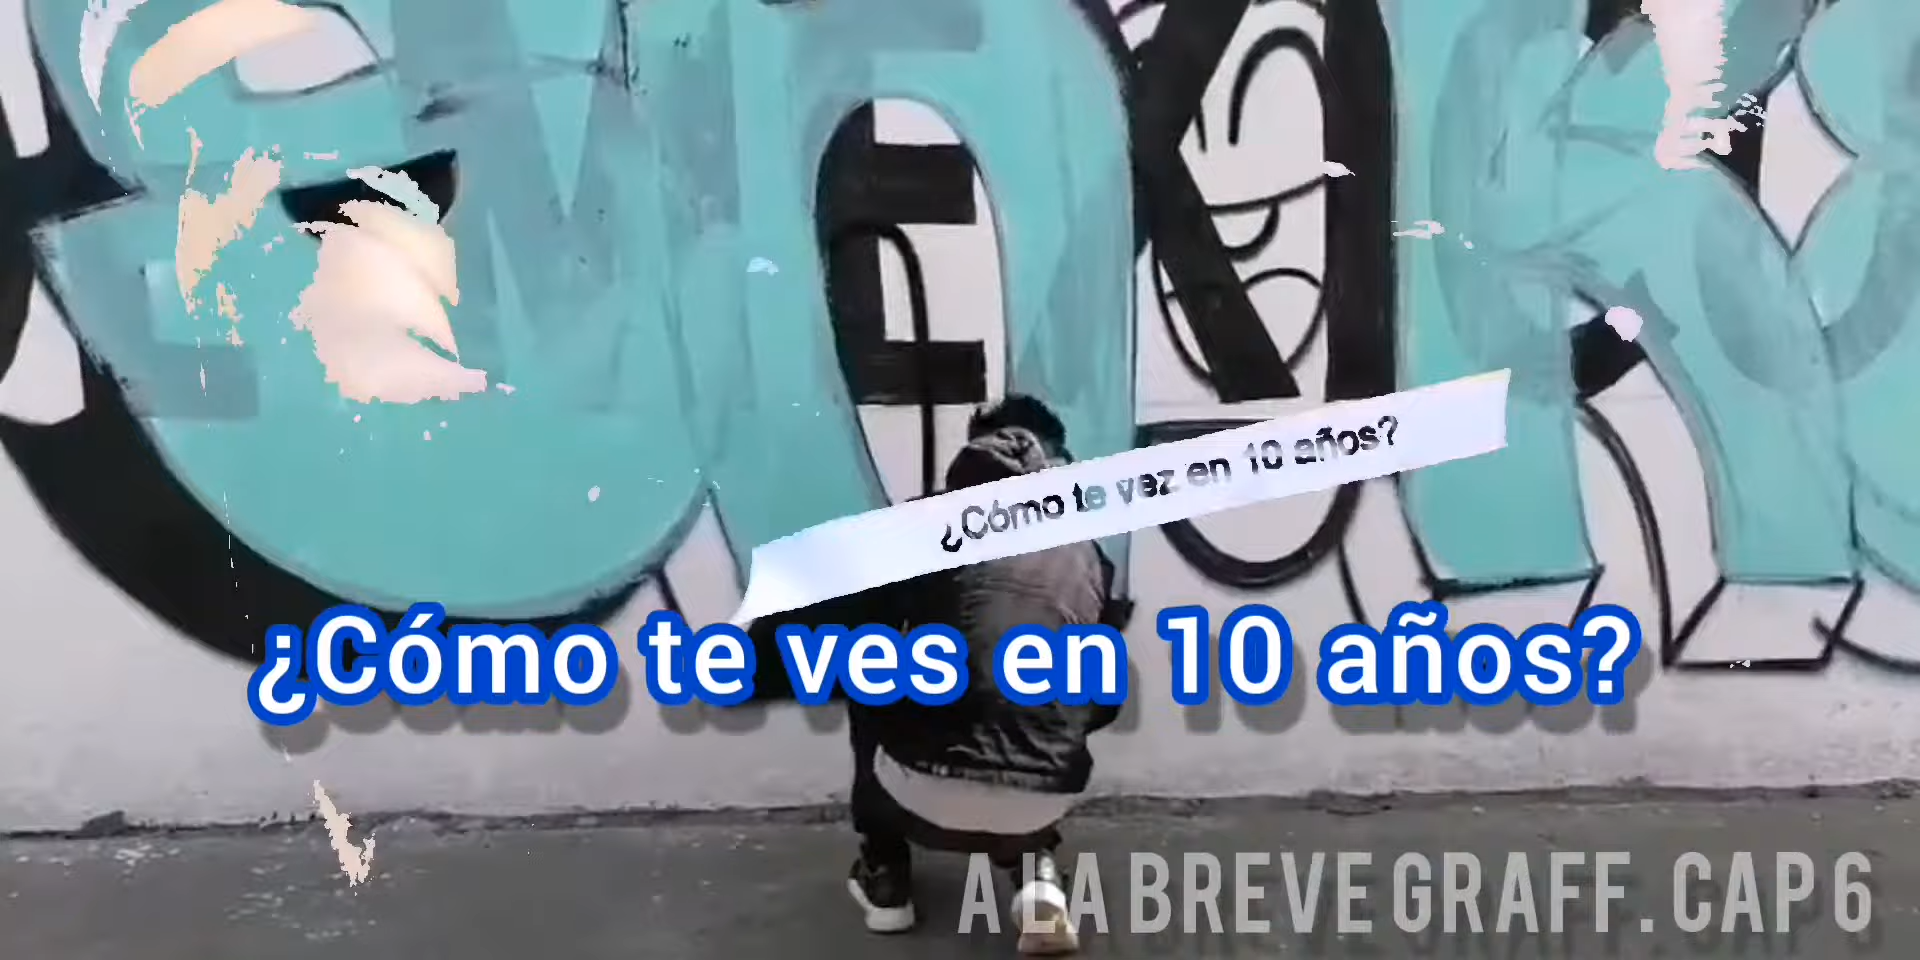 ¿Cómo te vez en 10 años?
¿Cómo te ves en 10 años?
A LA BREVE GRAFF. CAP 6